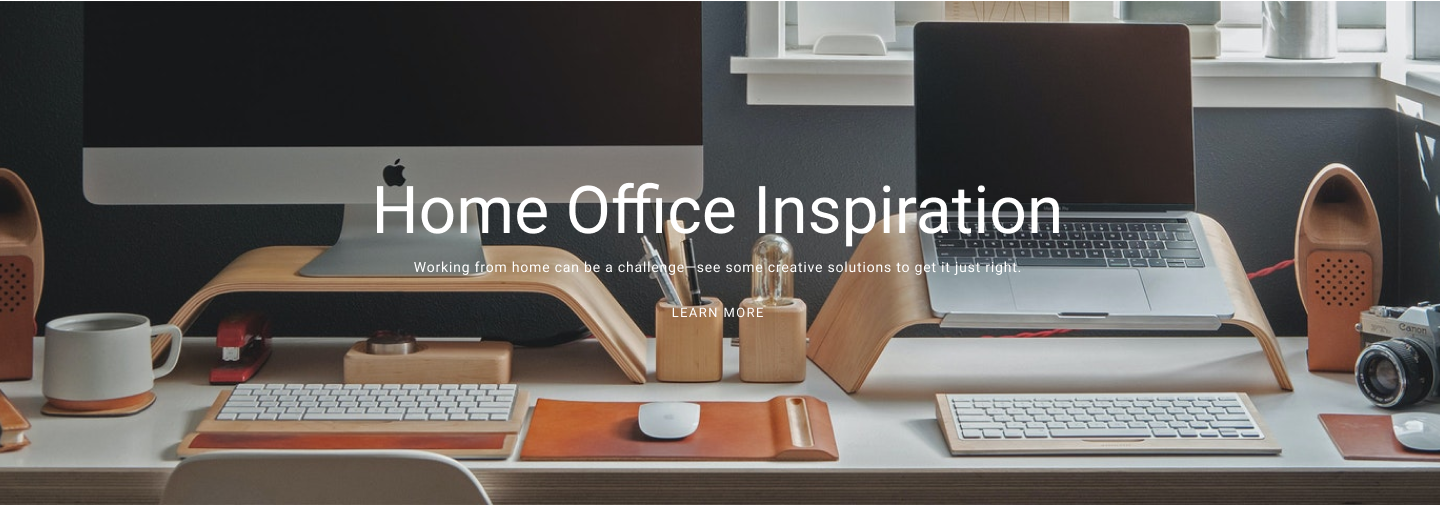 Home Office Inspiration
Working from home can be a challenge—see some creative solutions to get it just right.
LEARN MORE
Canon